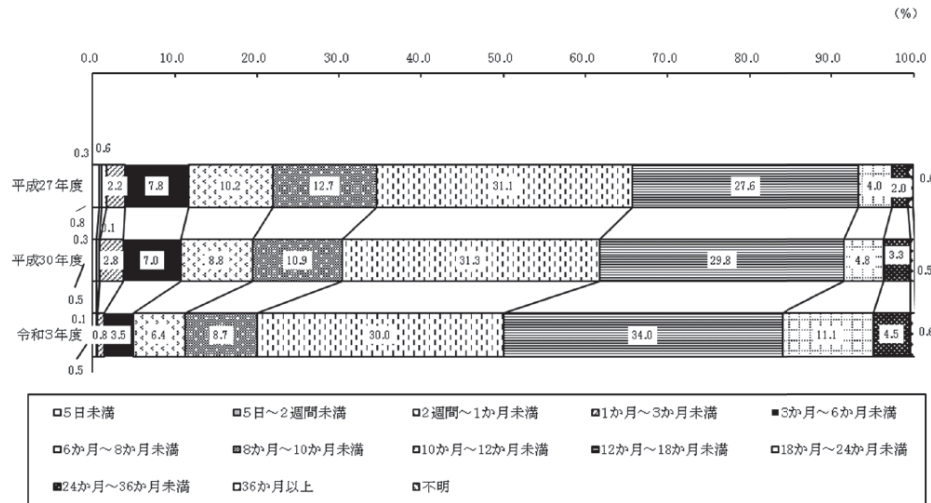 (%)
0.0 10.0 20.0 30.0 40.0 50.0 60.0 70.0 80.0 90.0 100.0
0.3 0.6
平成27年度 2.2 7.8 10.2 12.7 31.1 27.6 4.0 2.0
0.8 0.1
0.3
平成30年度 2.8 7.0 8.8 10.9 31.3 29.8 4.8 3.3 0.5
0.5
0.1
令和3年度 0.8 3.5 6.4 8.7 30.0 34.0 11.1 4.5
0.5
5日未満 5日～2週間未満 2週間～1か月未満 1か月～3か月未満 3か月～6か月未満
6か月～8か月未満 8か月～10か月未満 10か月～12か月未満 12か月～18か月未満 18か月～24か月未満
24か月～36か月未満 36か月以上 不明